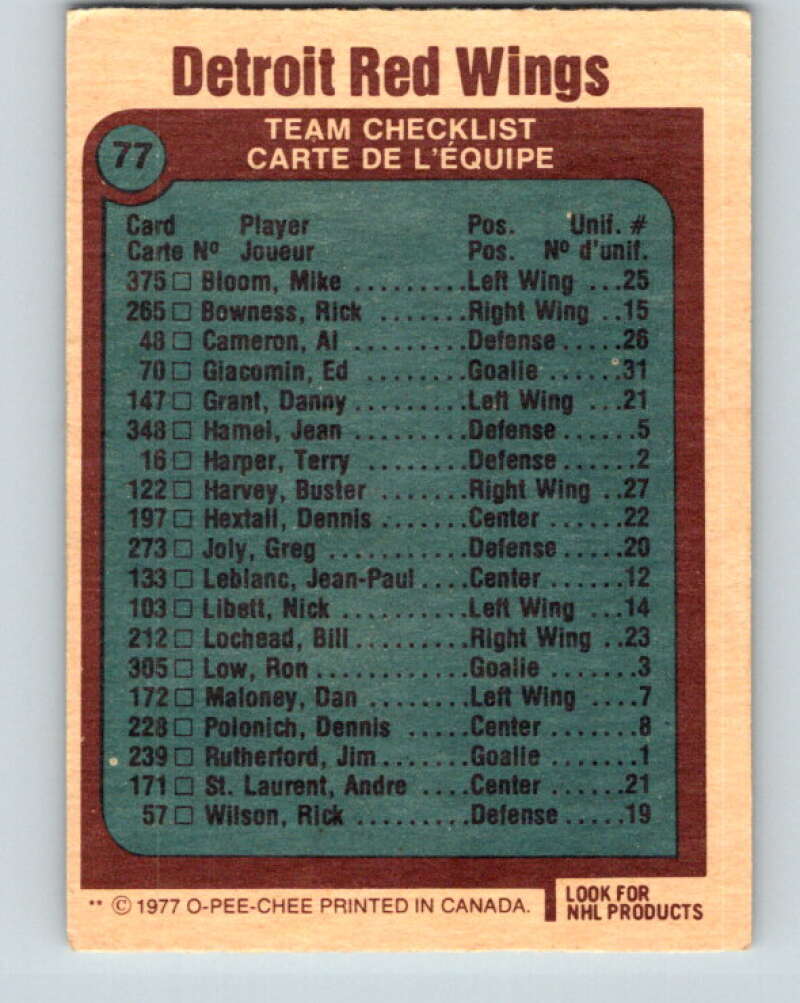 Detroit Red Wings
77
TEAM CHECKLIST
CARTE DE L'ÉQUIPE
Card Player Pos. Unif. #
Carte Nº Joueur Pos. Nº d'unif.
375 □ Bloom, Mike ......... Left Wing ...25
265 □ Bowness, Rick ....... Right Wing ..15
48 □ Cameron, Al .......... Defense .....26
70 □ Giacomin, Ed ........ Goalie ......31
147 □ Grant, Danny ......... Left Wing ...21
348 □ Hamel, Jean ......... Defense ......5
16 □ Harper, Terry ....... Defense ......2
122 □ Harvey, Buster ....... Right Wing ..27
197 □ Hextall, Dennis ...... Center ......22
273 □ Joly, Greg ........... Defense .....20
133 □ Leblanc, Jean-Paul .... Center ......12
103 □ Libett, Nick .......... Left Wing ...14
212 □ Lochead, Bill ......... Right Wing ..23
305 □ Low, Ron ............ Goalie .......3
172 □ Maloney, Dan ........ Left Wing ....7
228 □ Polonich, Dennis ..... Center .......8
239 □ Rutherford, Jim ....... Goalie .......1
171 □ St. Laurent, Andre .... Center ......21
57 □ Wilson, Rick ......... Defense .....19
** © 1977 O-PEE-CHEE PRINTED IN CANADA.
LOOK FOR
NHL PRODUCTS